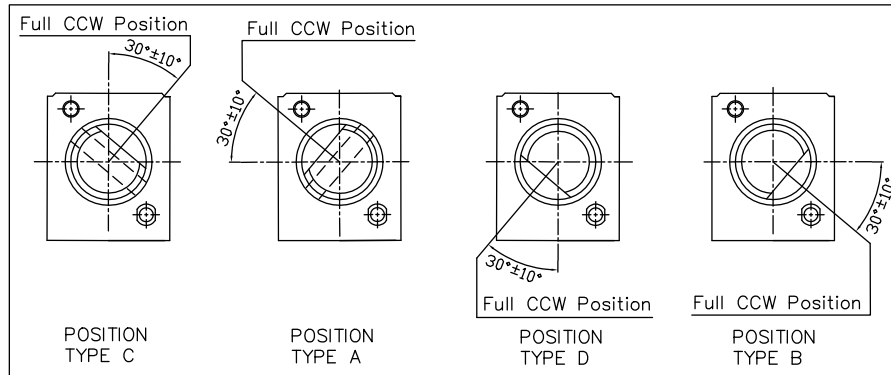 Full CCW Position
30°±10°
POSITION
TYPE C
Full CCW Position
30°±10°
POSITION
TYPE A
30°±10°
Full CCW Position
POSITION
TYPE D
30°±10°
Full CCW Position
POSITION
TYPE B